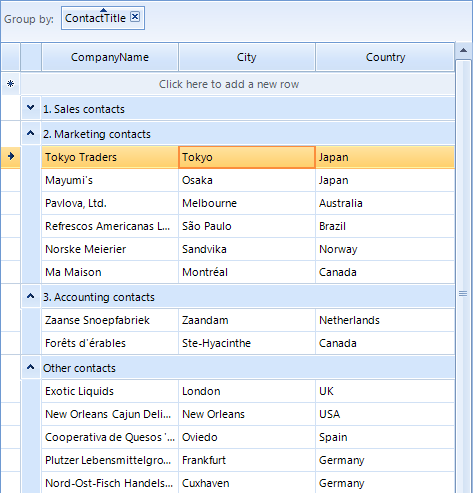 Group by: ContactTitle
CompanyName City Country
Click here to add a new row
1. Sales contacts
2. Marketing contacts
Tokyo Traders Tokyo Japan
Mayumi's Osaka Japan
Pavlova, Ltd. Melbourne Australia
Refrescos Americanas L... São Paulo Brazil
Norske Meierier Sandvika Norway
Ma Maison Montréal Canada
3. Accounting contacts
Zaanse Snoepfabriek Zaandam Netherlands
Forêts d'érables Ste-Hyacinthe Canada
Other contacts
Exotic Liquids London UK
New Orleans Cajun Deli... New Orleans USA
Cooperativa de Quesos '... Oviedo Spain
Plutzer Lebensmittelgro... Frankfurt Germany
Nord-Ost-Fisch Handels... Cuxhaven Germany